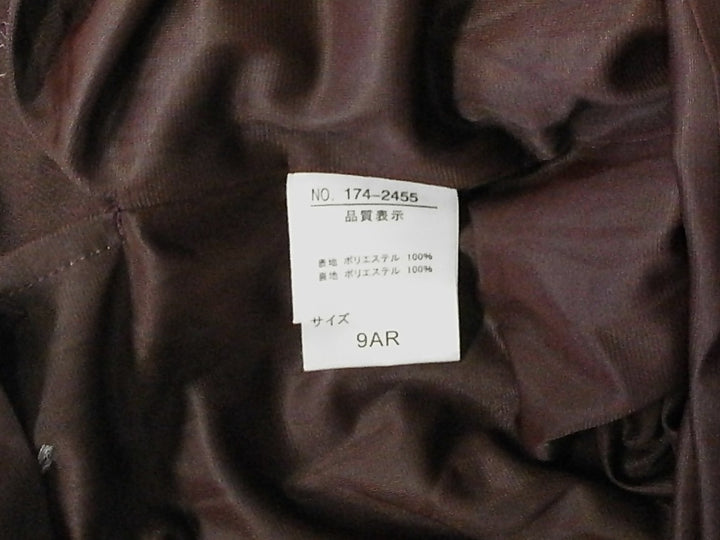 NO. 174-2455
品質表示
表地 ポリエステル 100%
裏地 ポリエステル 100%
サイズ
9AR